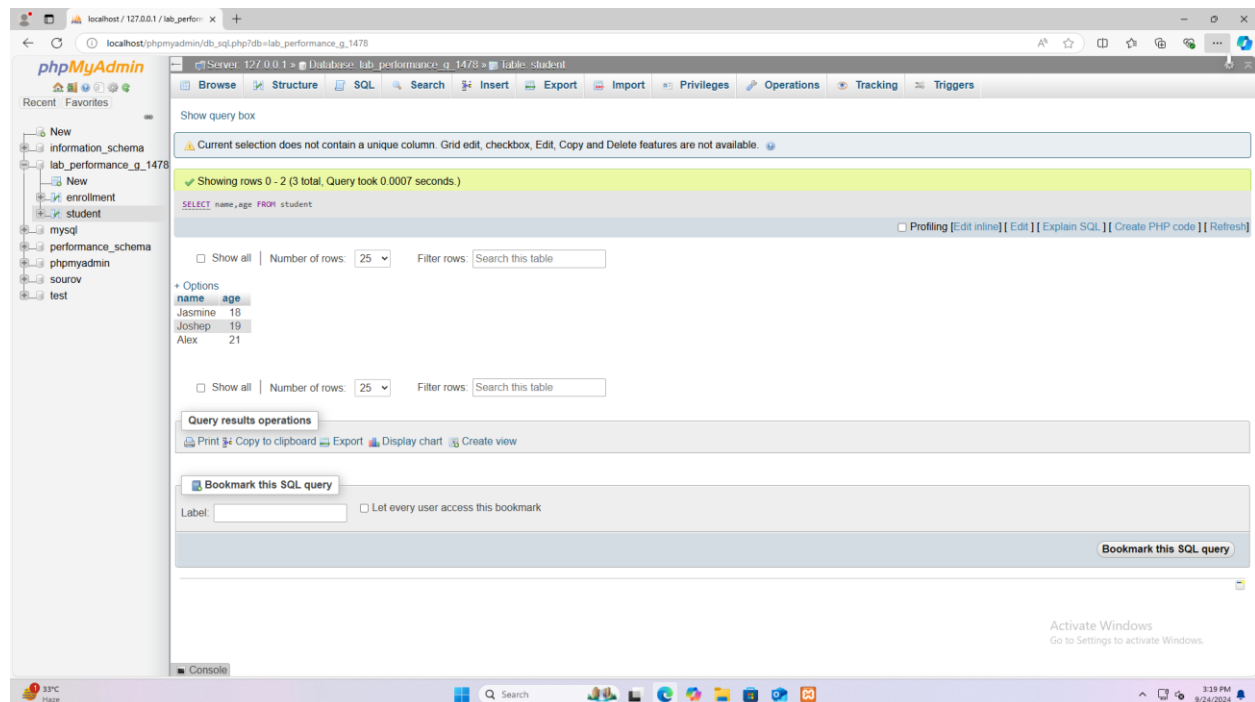 localhost / 127.0.0.1 / lab_perform
localhost/phpmyadmin/db_sql.php?db=lab_performance_g_1478
phpMyAdmin
Recent Favorites
New
information_schema
lab_performance_g_1478
New
enrollment
student
mysql
performance_schema
phpmyadmin
sourov
test
Server: 127.0.0.1 » Database: lab_performance_g_1478 » Table: student
Browse Structure SQL Search Insert Export Import Privileges Operations Tracking Triggers
Show query box
Current selection does not contain a unique column. Grid edit, checkbox, Edit, Copy and Delete features are not available.
Showing rows 0 - 2 (3 total, Query took 0.0007 seconds.)
SELECT name,age FROM student
Profiling [Edit inline] [ Edit ] [ Explain SQL ] [ Create PHP code ] [ Refresh]
Show all | Number of rows: 25 Filter rows: Search this table
+ Options
name age
Jasmine 18
Joshep 19
Alex 21
Show all | Number of rows: 25 Filter rows: Search this table
Query results operations
Print Copy to clipboard Export Display chart Create view
Bookmark this SQL query
Label: Let every user access this bookmark
Bookmark this SQL query
Activate Windows
Go to Settings to activate Windows.
Console
1 33°C
Haze
Search
3:19 PM
9/24/2024